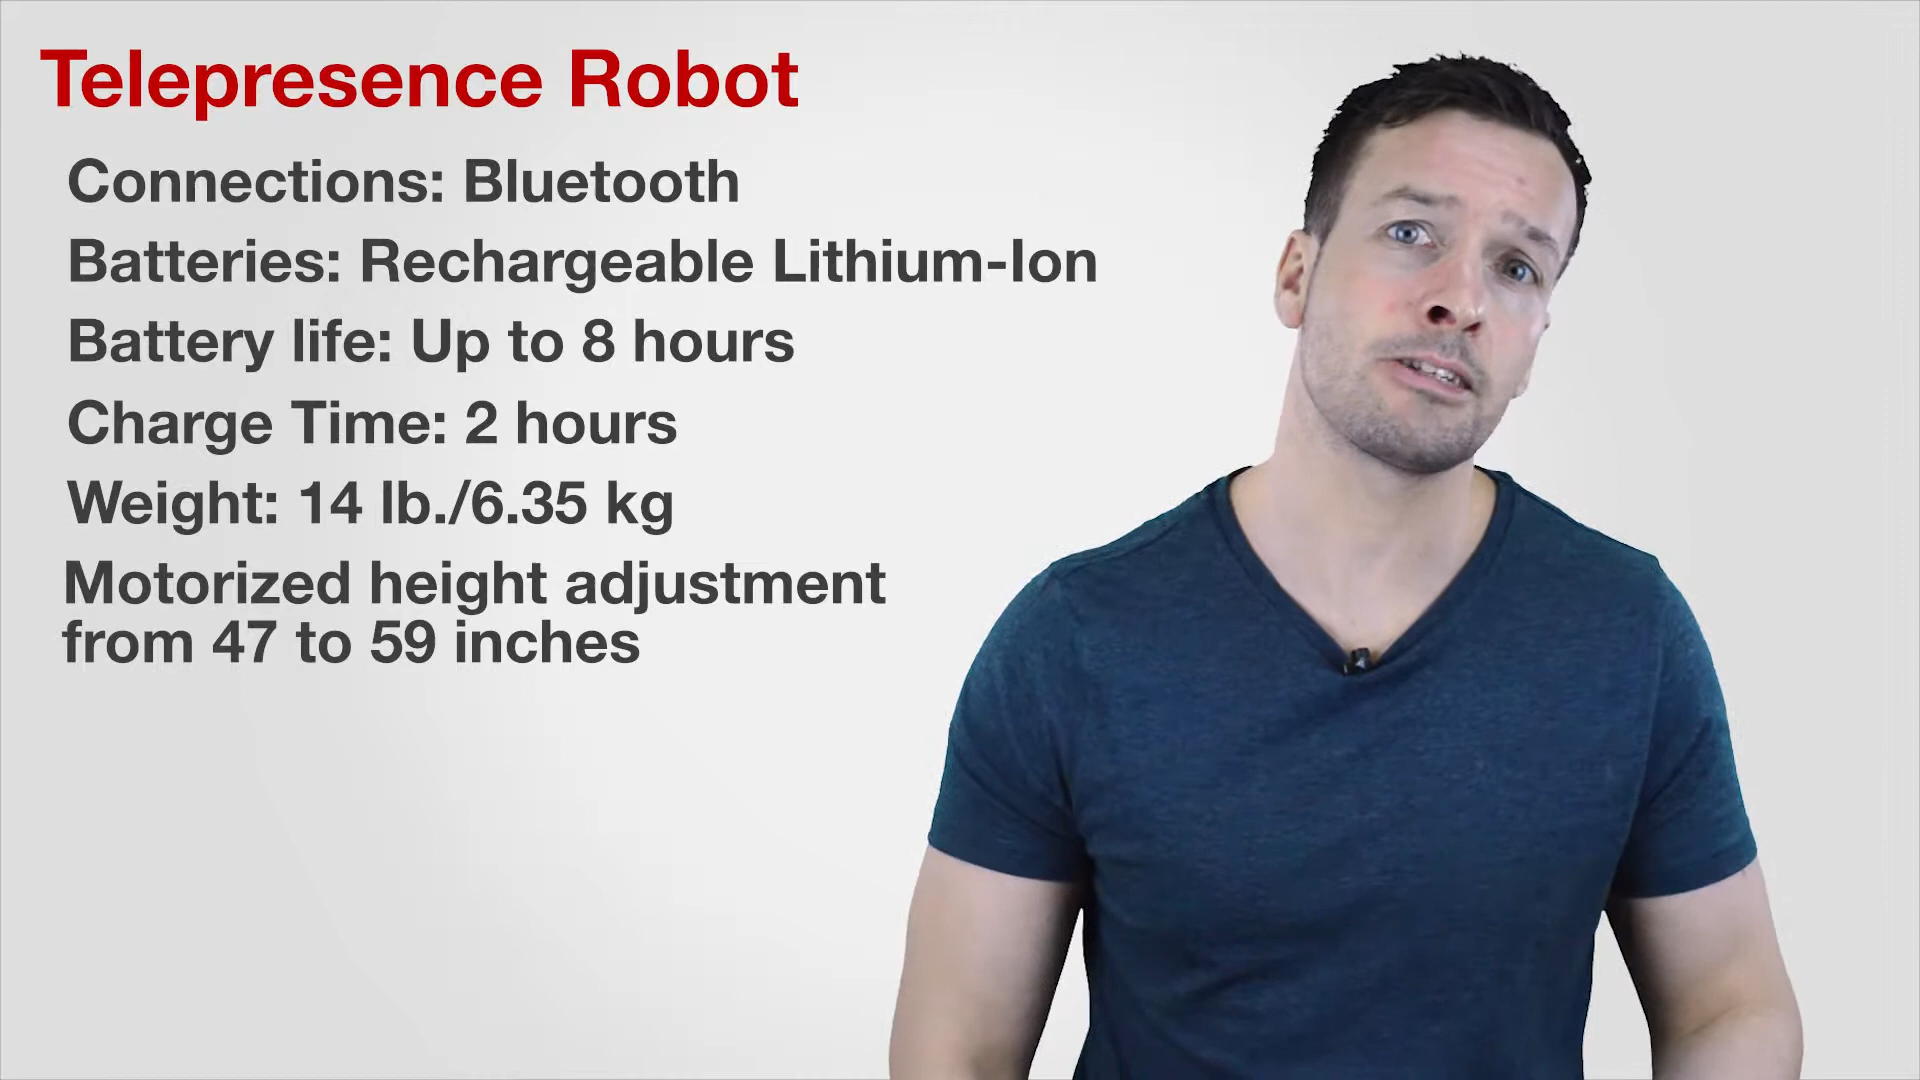 Telepresence Robot
Connections: Bluetooth
Batteries: Rechargeable Lithium-Ion
Battery life: Up to 8 hours
Charge Time: 2 hours
Weight: 14 lb./6.35 kg
Motorized height adjustment
from 47 to 59 inches